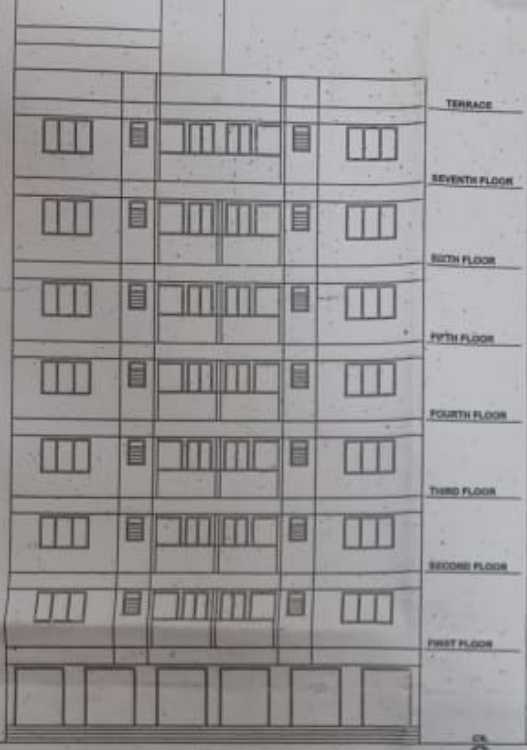 TERRACE
SEVENTH FLOOR
SIXTH FLOOR
FIFTH FLOOR
FOURTH FLOOR
THIRD FLOOR
SECOND FLOOR
FIRST FLOOR